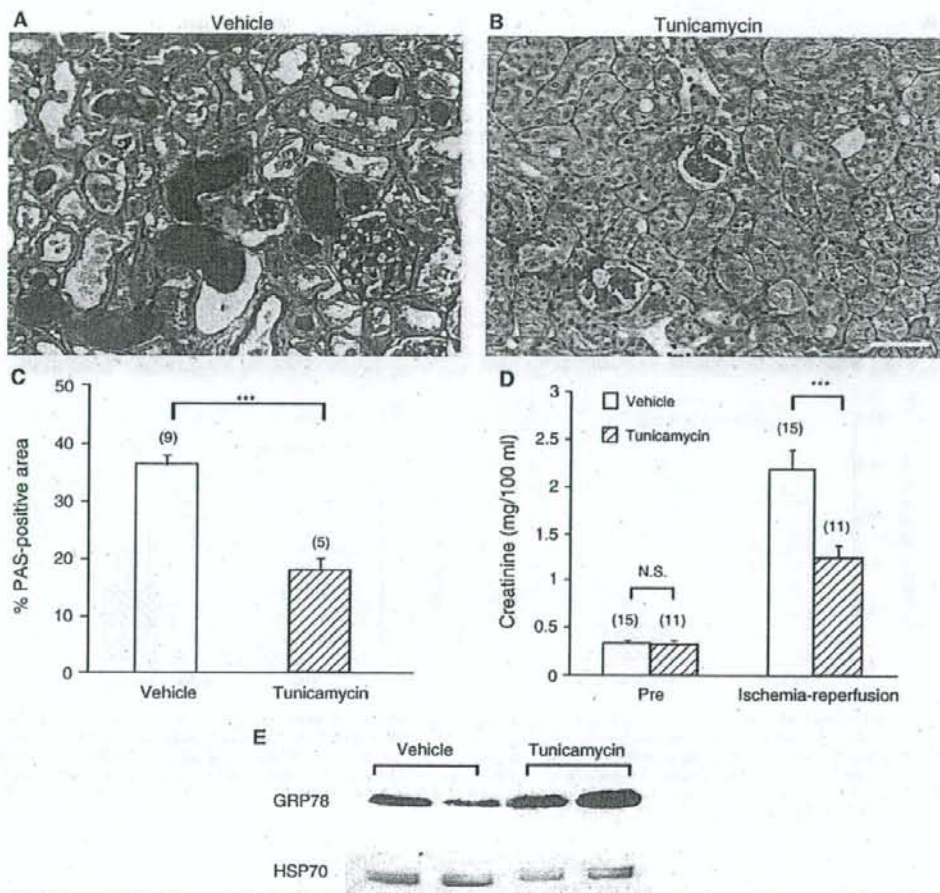 A
Vehicle
B
Tunicamycin
C
% PAS-positive area
50
40
30
20
10
0
(9)
***
(5)
Vehicle
Tunicamycin
D
Creatinine (mg/100 ml)
3
2.5
2
1.5
1
0.5
0
Vehicle
Tunicamycin
N.S.
(15)
(11)
***
(15)
(11)
Pre
Ischemia-reperfusion
E
Vehicle
Tunicamycin
GRP78
HSP70